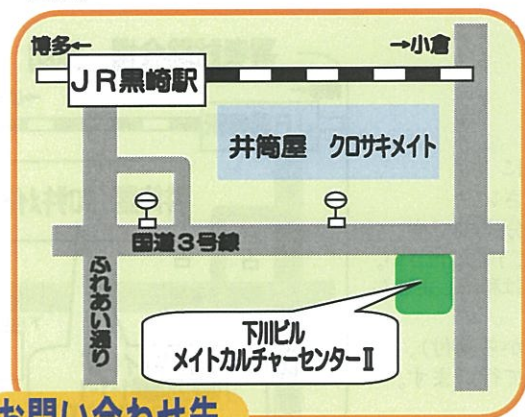 博多←
→小倉
JR黒崎駅
井筒屋 クロサキメイト
国道3号線
ふれあい通り
下川ビル
メイトカルチャーセンターⅡ
お問い合わせ先